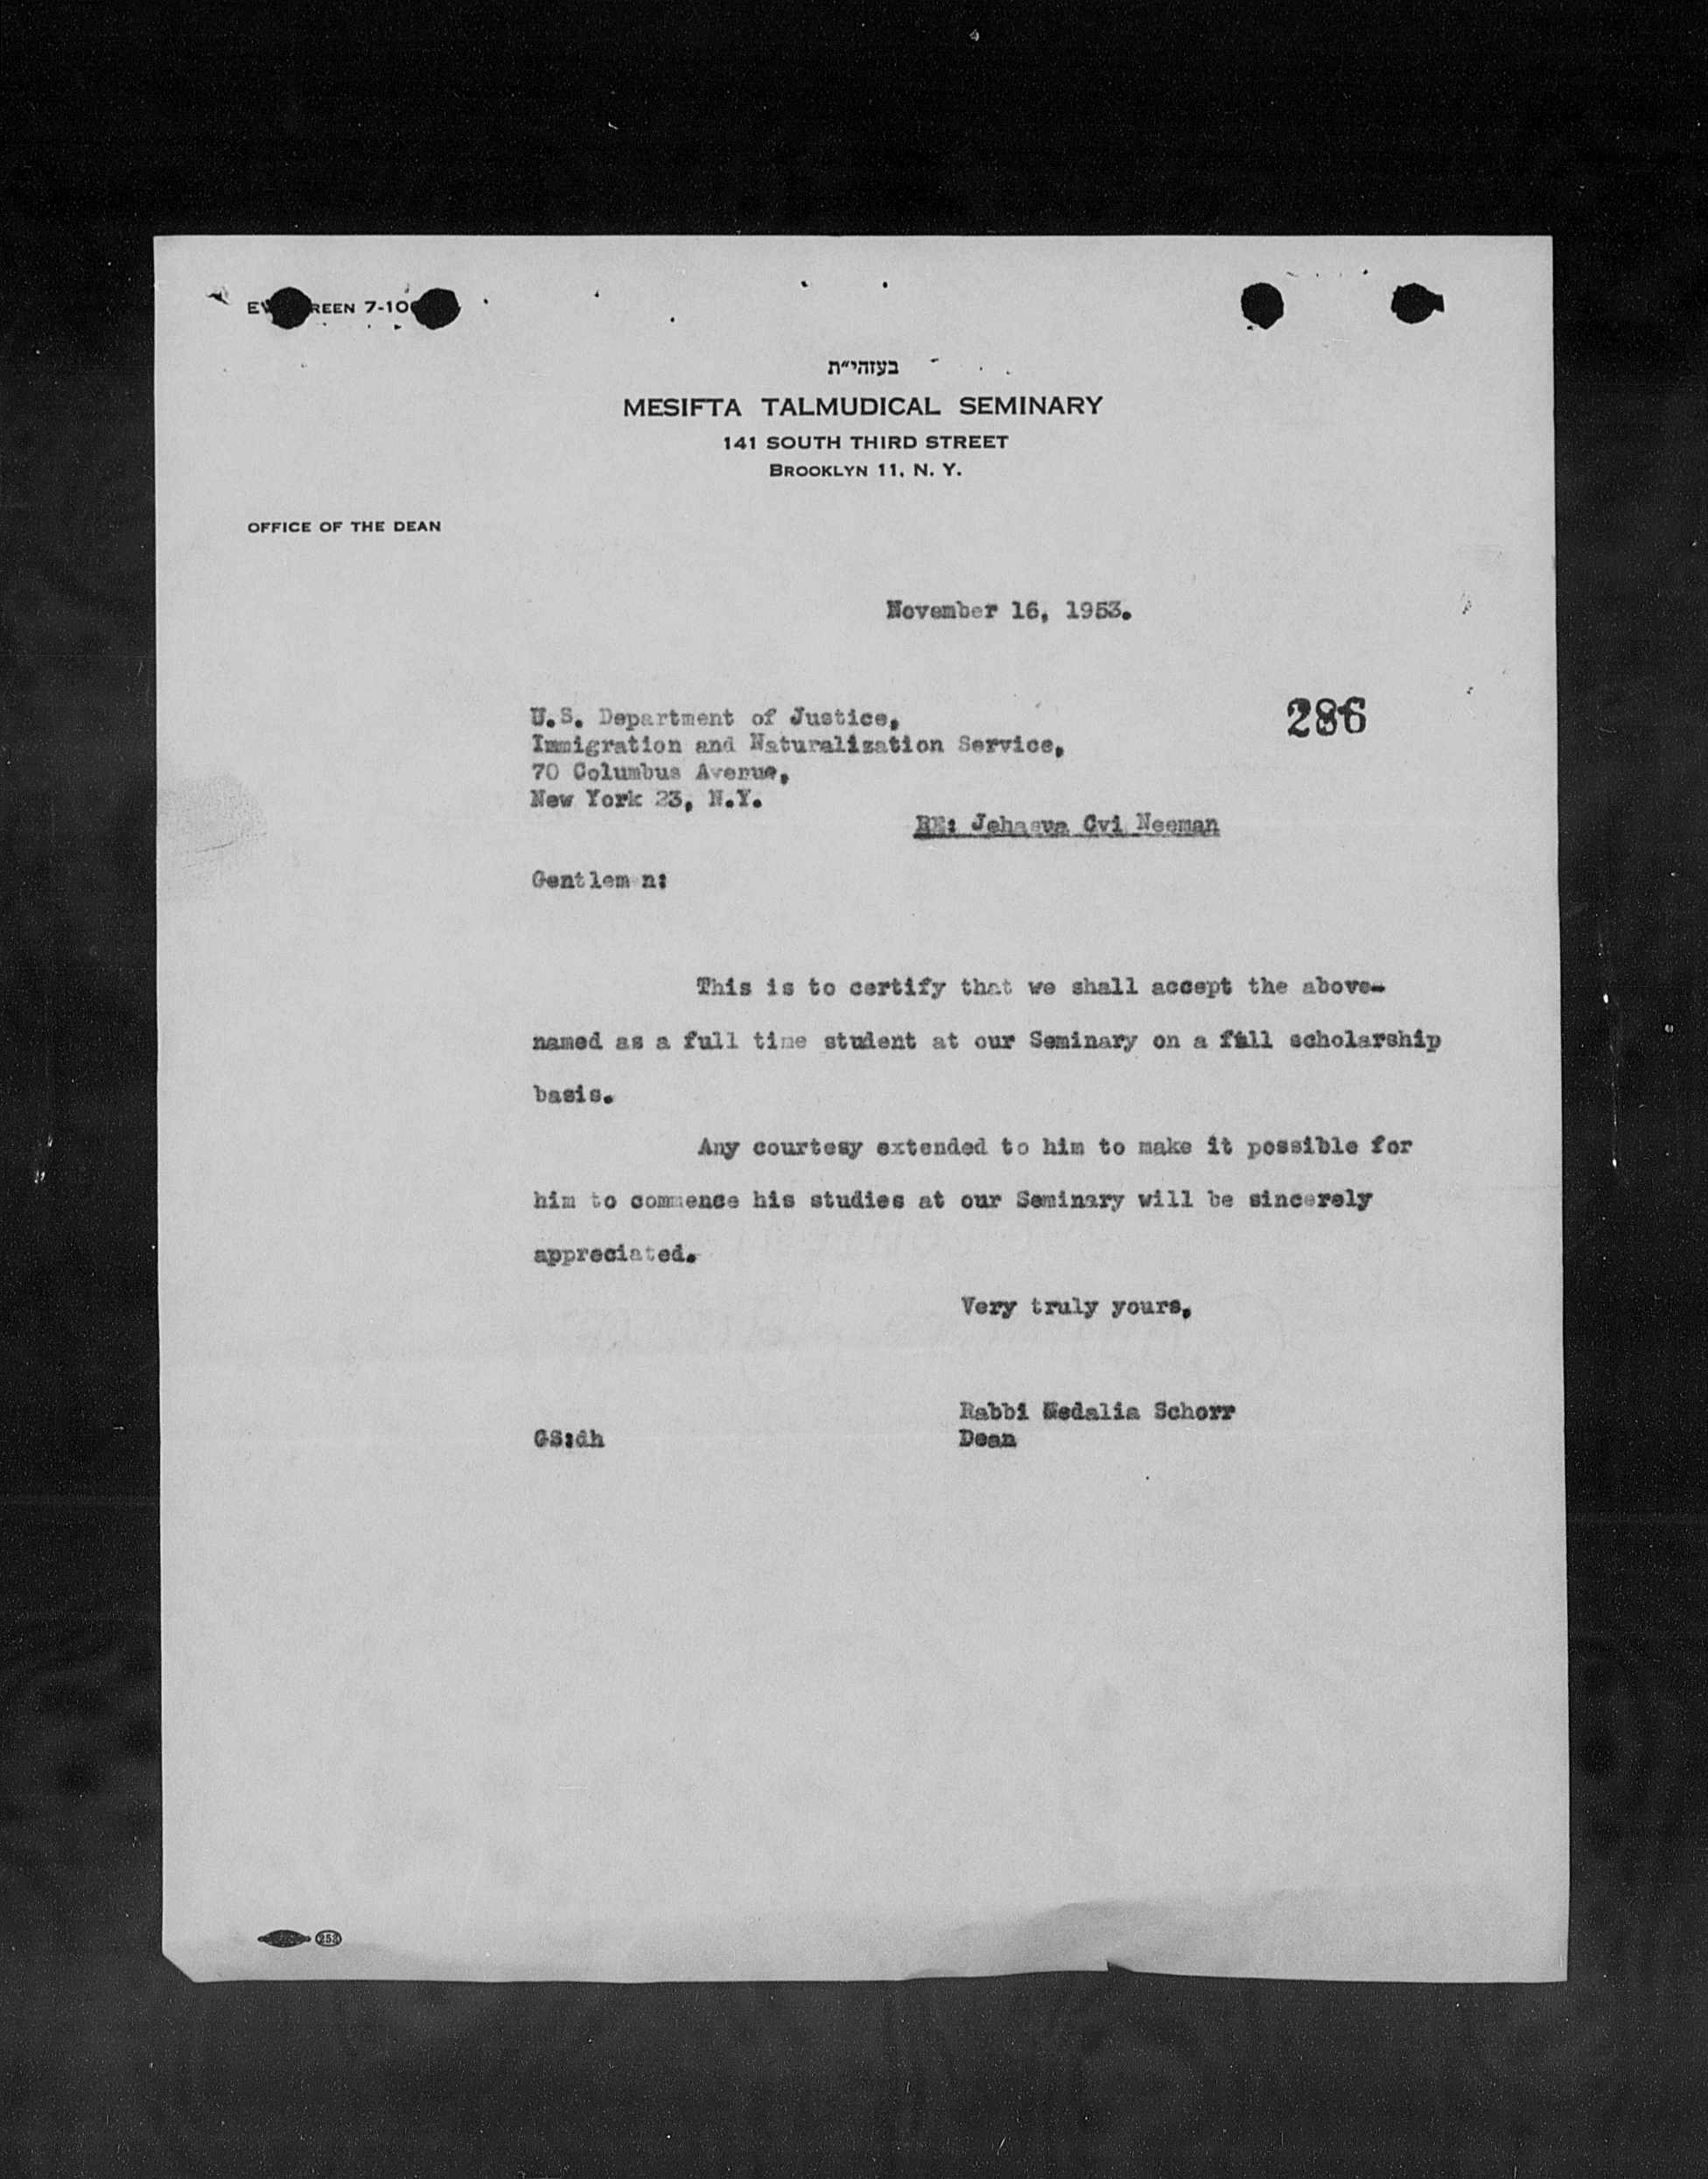 בעזהי״ת
MESIFTA TALMUDICAL SEMINARY
141 SOUTH THIRD STREET
BROOKLYN 11, N. Y.
OFFICE OF THE DEAN
November 16, 1953.
286
U.S. Department of Justice,
Immigration and Naturalization Service,
70 Columbus Avenue,
New York 23, N.Y.
RE: Jehasua Cvi Neeman
Gentlem n:
This is to certify that we shall accept the above-
named as a full time student at our Seminary on a full scholarship
basis.
Any courtesy extended to him to make it possible for
him to commence his studies at our Seminary will be sincerely
appreciated.
Very truly yours,
Rabbi Gedalia Schorr
GS:dh
Dean
253